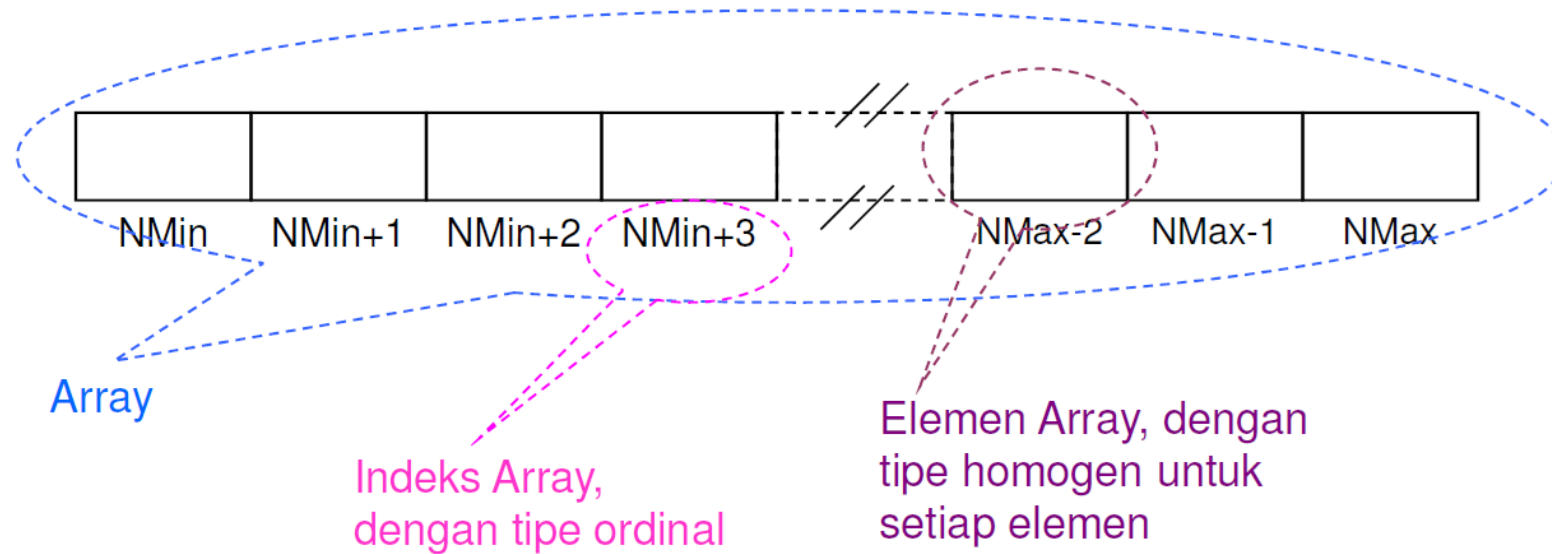 NMin NMin+1 NMin+2 NMin+3 NMax-2 NMax-1 NMax
Array
Indeks Array,
dengan tipe ordinal
Elemen Array, dengan
tipe homogen untuk
setiap elemen